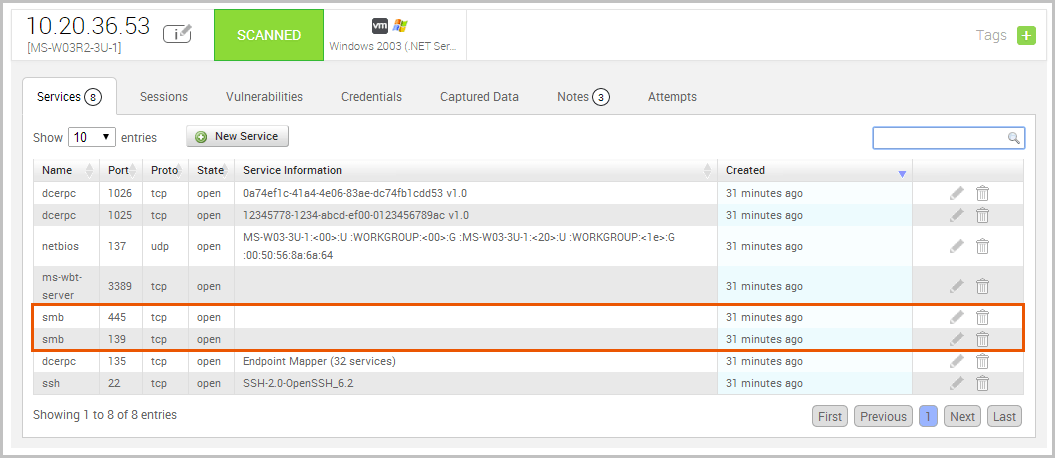 10.20.36.53
[MS-W03R2-3U-1]
i
SCANNED
vm
Windows 2003 (.NET Ser...
Tags +
Services 8 Sessions Vulnerabilities Credentials Captured Data Notes 3 Attempts
Show 10 entries New Service
Name Port Proto State Service Information Created
dcerpc 1026 tcp open 0a74ef1c-41a4-4e06-83ae-dc74fb1cdd53 v1.0 31 minutes ago
dcerpc 1025 tcp open 12345778-1234-abcd-ef00-0123456789ac v1.0 31 minutes ago
netbios 137 udp open MS-W03-3U-1:<00>:U :WORKGROUP:<00>:G :MS-W03-3U-1:<20>:U :WORKGROUP:<1e>:G 31 minutes ago
:00:50:56:8a:6a:64
ms-wbt-
server 3389 tcp open 31 minutes ago
smb 445 tcp open 31 minutes ago
smb 139 tcp open 31 minutes ago
dcerpc 135 tcp open Endpoint Mapper (32 services) 31 minutes ago
ssh 22 tcp open SSH-2.0-OpenSSH_6.2 31 minutes ago
Showing 1 to 8 of 8 entries First Previous 1 Next Last